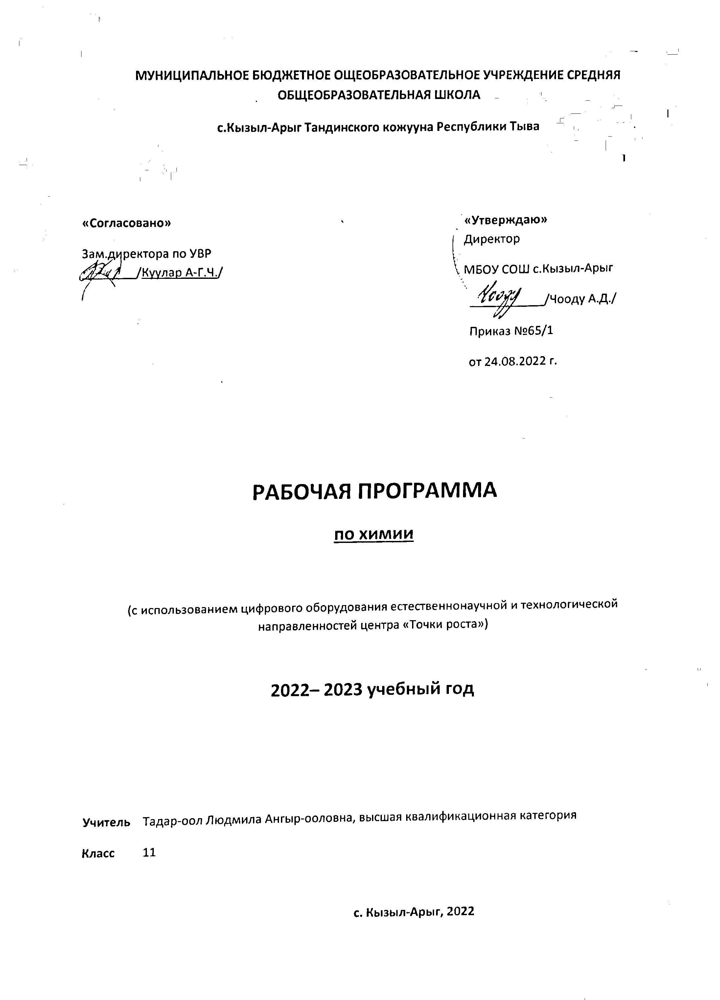 МУНИЦИПАЛЬНОЕ БЮДЖЕТНОЕ ОЩЕОБРАЗОВАТЕЛЬНОЕ УЧРЕЖДЕНИЕ СРЕДНЯЯ
ОБЩЕОБРАЗОВАТЕЛЬНАЯ ШКОЛА
с.Кызыл-Арыг Тандинского кожууна Республики Тыва
«Согласовано»
Зам.директора по УВР
/Куулар А-Г.Ч./
«Утверждаю»
Директор
МБОУ СОШ с.Кызыл-Арыг
/Чооду А.Д./
Приказ №65/1
от 24.08.2022 г.
РАБОЧАЯ ПРОГРАММА
по химии
(с использованием цифрового оборудования естественнонаучной и технологической
направленностей центра «Точки роста»)
2022– 2023 учебный год
Учитель Тадар-оол Людмила Ангыр-ооловна, высшая квалификационная категория
Класс 11
с. Кызыл-Арыг, 2022